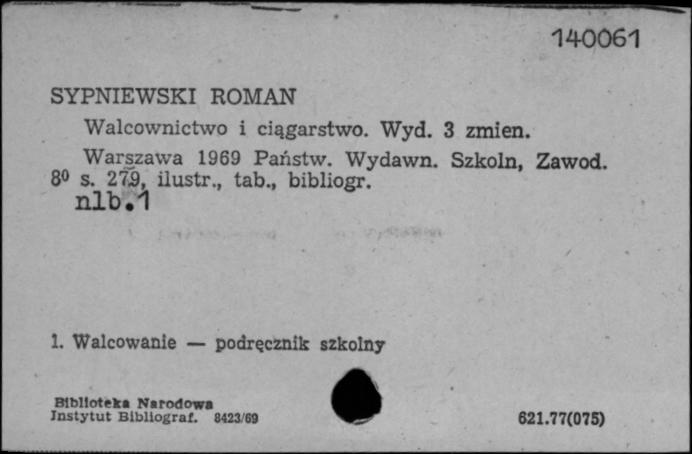 140061
SYPNIEWSKI ROMAN
Walcownictwo i ciągarstwo. Wyd. 3 zmien.
Warszawa 1969 Państw. Wydawn. Szkoln, Zawod.
8⁰ s. 279, ilustr., tab., bibliogr.
nlb.1
1. Walcowanie — podręcznik szkolny
Biblioteka Narodowa
Instytut Bibliograf. 8423/69
621.77(075)